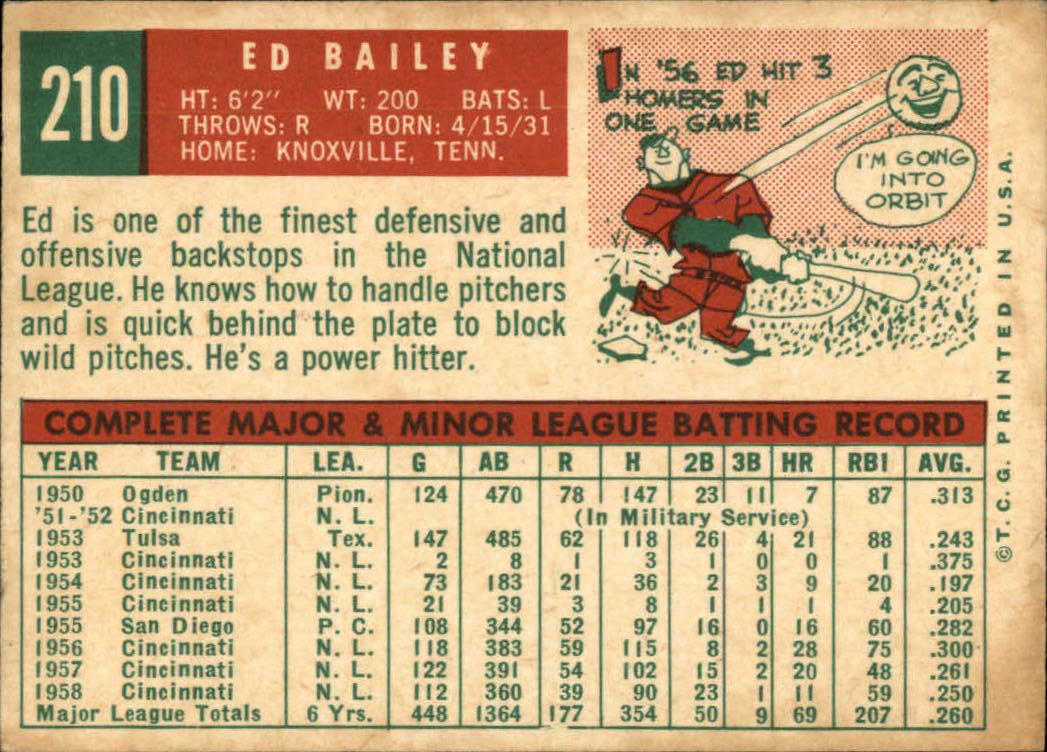 210
ED BAILEY
HT: 6'2" WT: 200 BATS: L
THROWS: R BORN: 4/15/31
HOME: KNOXVILLE, TENN.
IN '56 ED HIT 3
HOMERS IN
ONE GAME
I'M GOING
INTO
ORBIT
Ed is one of the finest defensive and
offensive backstops in the National
League. He knows how to handle pitchers
and is quick behind the plate to block
wild pitches. He's a power hitter.
COMPLETE MAJOR & MINOR LEAGUE BATTING RECORD
YEAR TEAM LEA. G AB R H 2B 3B HR RBI AVG.
1950 Ogden Pion. 124 470 78 147 23 11 7 87 .313
'51-'52 Cincinnati N. L. (In Military Service)
1953 Tulsa Tex. 147 485 62 118 26 4 21 88 .243
1953 Cincinnati N. L. 2 8 1 3 1 0 0 1 .375
1954 Cincinnati N. L. 73 183 21 36 2 3 9 20 .197
1955 Cincinnati N. L. 21 39 3 8 1 1 1 4 .205
1955 San Diego P. C. 108 344 52 97 16 0 16 60 .282
1956 Cincinnati N. L. 118 383 59 115 8 2 28 75 .300
1957 Cincinnati N. L. 122 391 54 102 15 2 20 48 .261
1958 Cincinnati N. L. 112 360 39 90 23 1 11 59 .250
Major League Totals 6 Yrs. 448 1364 177 354 50 9 69 207 .260
©T.C.G. PRINTED IN U.S.A.